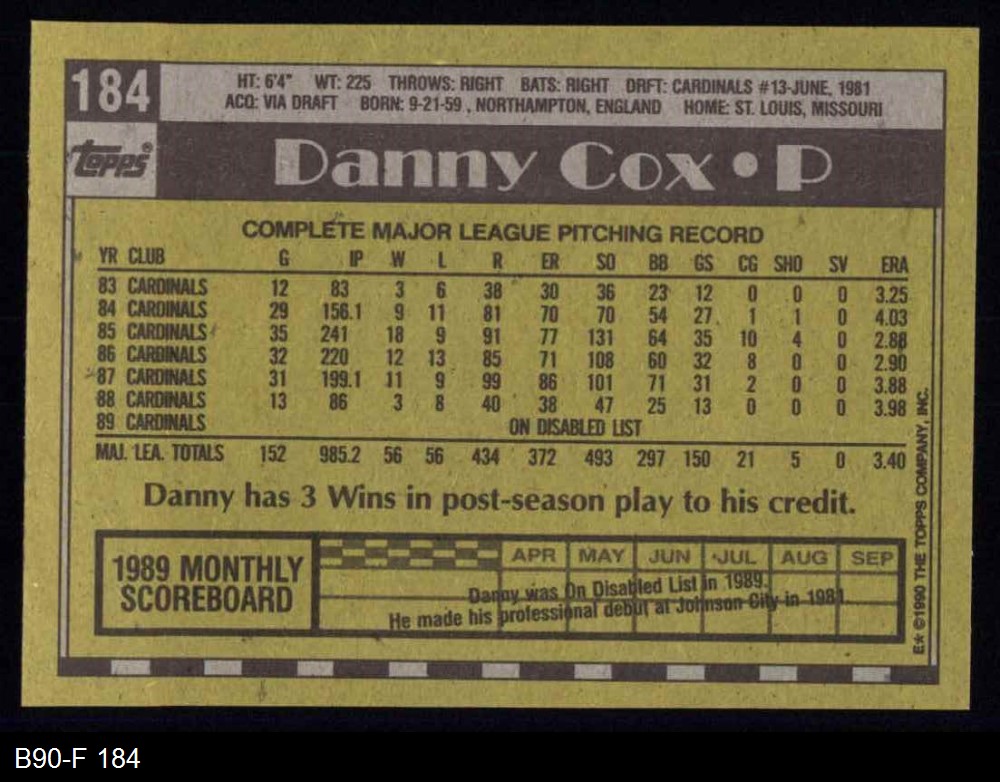 184
HT: 6'4" WT: 225 THROWS: RIGHT BATS: RIGHT DRFT: CARDINALS #13-JUNE, 1981
ACQ: VIA DRAFT BORN: 9-21-59 , NORTHAMPTON, ENGLAND HOME: ST. LOUIS, MISSOURI
Topps®
Danny Cox • P
COMPLETE MAJOR LEAGUE PITCHING RECORD
YR CLUB G IP W L R ER SO BB GS CG SHO SV ERA
83 CARDINALS 12 83 3 6 38 30 36 23 12 0 0 0 3.25
84 CARDINALS 29 156.1 9 11 81 70 70 54 27 1 1 0 4.03
85 CARDINALS 35 241 18 9 91 77 131 64 35 10 4 0 2.88
86 CARDINALS 32 220 12 13 85 71 108 60 32 8 0 0 2.90
87 CARDINALS 31 199.1 11 9 99 86 101 71 31 2 0 0 3.88
88 CARDINALS 13 86 3 8 40 38 47 25 13 0 0 0 3.98
89 CARDINALS ON DISABLED LIST
MAJ. LEA. TOTALS 152 985.2 56 56 434 372 493 297 150 21 5 0 3.40
Danny has 3 Wins in post-season play to his credit.
1989 MONTHLY
SCOREBOARD
APR MAY JUN JUL AUG SEP
Danny was On Disabled List in 1989.
He made his professional debut at Johnson City in 1981.
E* ©1990 THE TOPPS COMPANY, INC.
B90-F 184